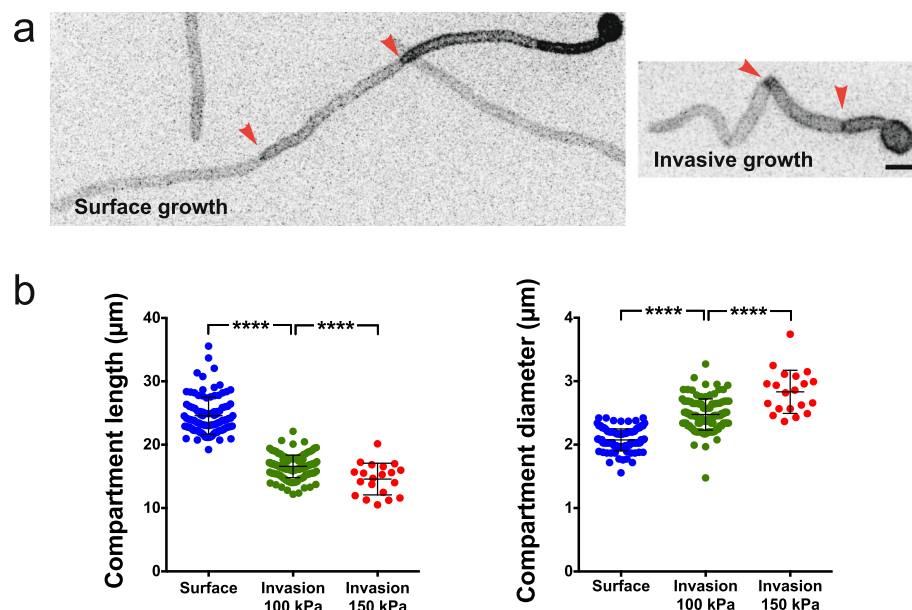 a
Surface growth
Invasive growth
b
Compartment length (µm)
40
30
20
10
0
**** ****
Surface
Invasion
100 kPa
Invasion
150 kPa
Compartment diameter (µm)
4
3
2
1
0
**** ****
Surface
Invasion
100 kPa
Invasion
150 kPa